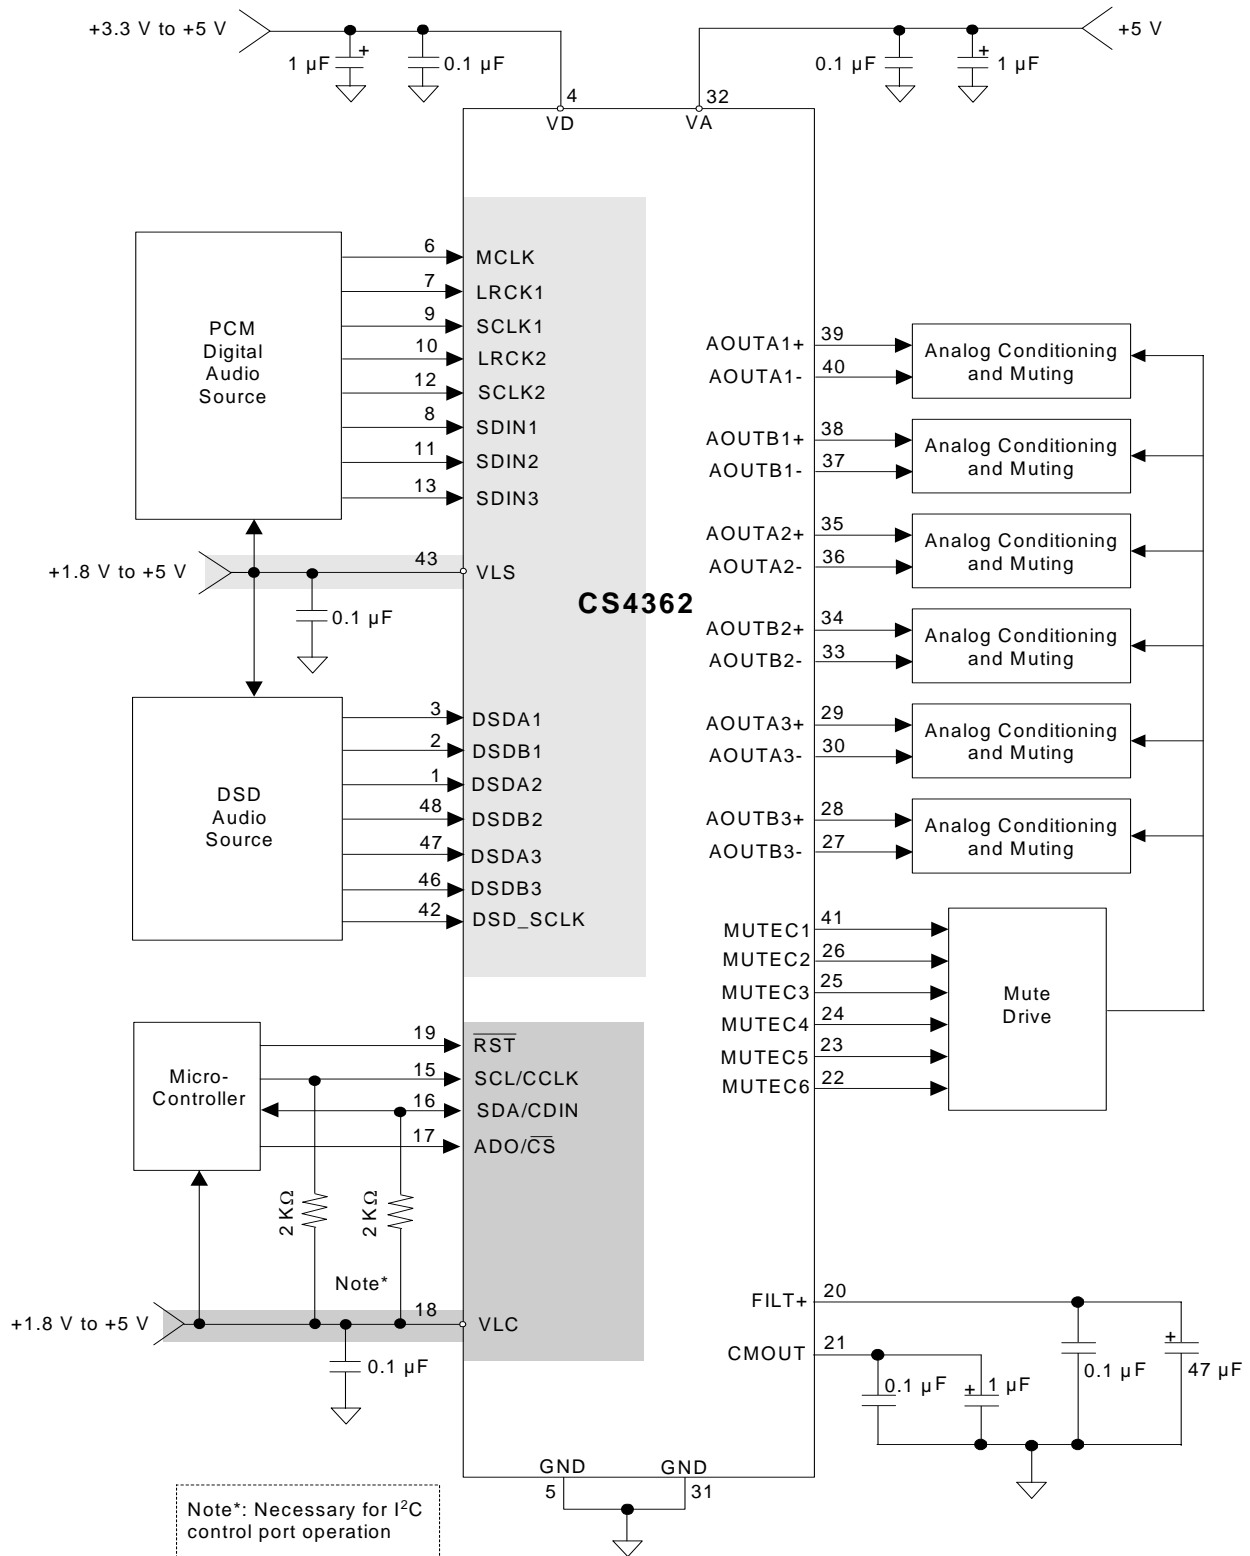 +3.3 V to +5 V
+5 V
1 µF
+
0.1 µF
0.1 µF
+
1 µF
4
32
VD
VA
PCM
Digital
Audio
Source
6
MCLK
7
LRCK1
9
SCLK1
10
LRCK2
12
SCLK2
8
SDIN1
11
SDIN2
13
SDIN3
+1.8 V to +5 V
43
VLS
0.1 µF
CS4362
DSD
Audio
Source
3
DSDA1
2
DSDB1
1
DSDA2
48
DSDB2
47
DSDA3
46
DSDB3
42
DSD_SCLK
Micro-
Controller
19
RST
15
SCL/CCLK
16
SDA/CDIN
17
ADO/CS
2 KΩ
2 KΩ
Note*
+1.8 V to +5 V
18
VLC
0.1 µF
AOUTA1+
39
AOUTA1-
40
Analog Conditioning
and Muting
AOUTB1+
38
AOUTB1-
37
Analog Conditioning
and Muting
AOUTA2+
35
AOUTA2-
36
Analog Conditioning
and Muting
AOUTB2+
34
AOUTB2-
33
Analog Conditioning
and Muting
AOUTA3+
29
AOUTA3-
30
Analog Conditioning
and Muting
AOUTB3+
28
AOUTB3-
27
Analog Conditioning
and Muting
MUTEC1
41
MUTEC2
26
MUTEC3
25
MUTEC4
24
MUTEC5
23
MUTEC6
22
Mute
Drive
FILT+
20
CMOUT
21
0.1 µF
+
1 µF
0.1 µF
+
47 µF
GND
GND
5
31
Note*: Necessary for I²C
control port operation